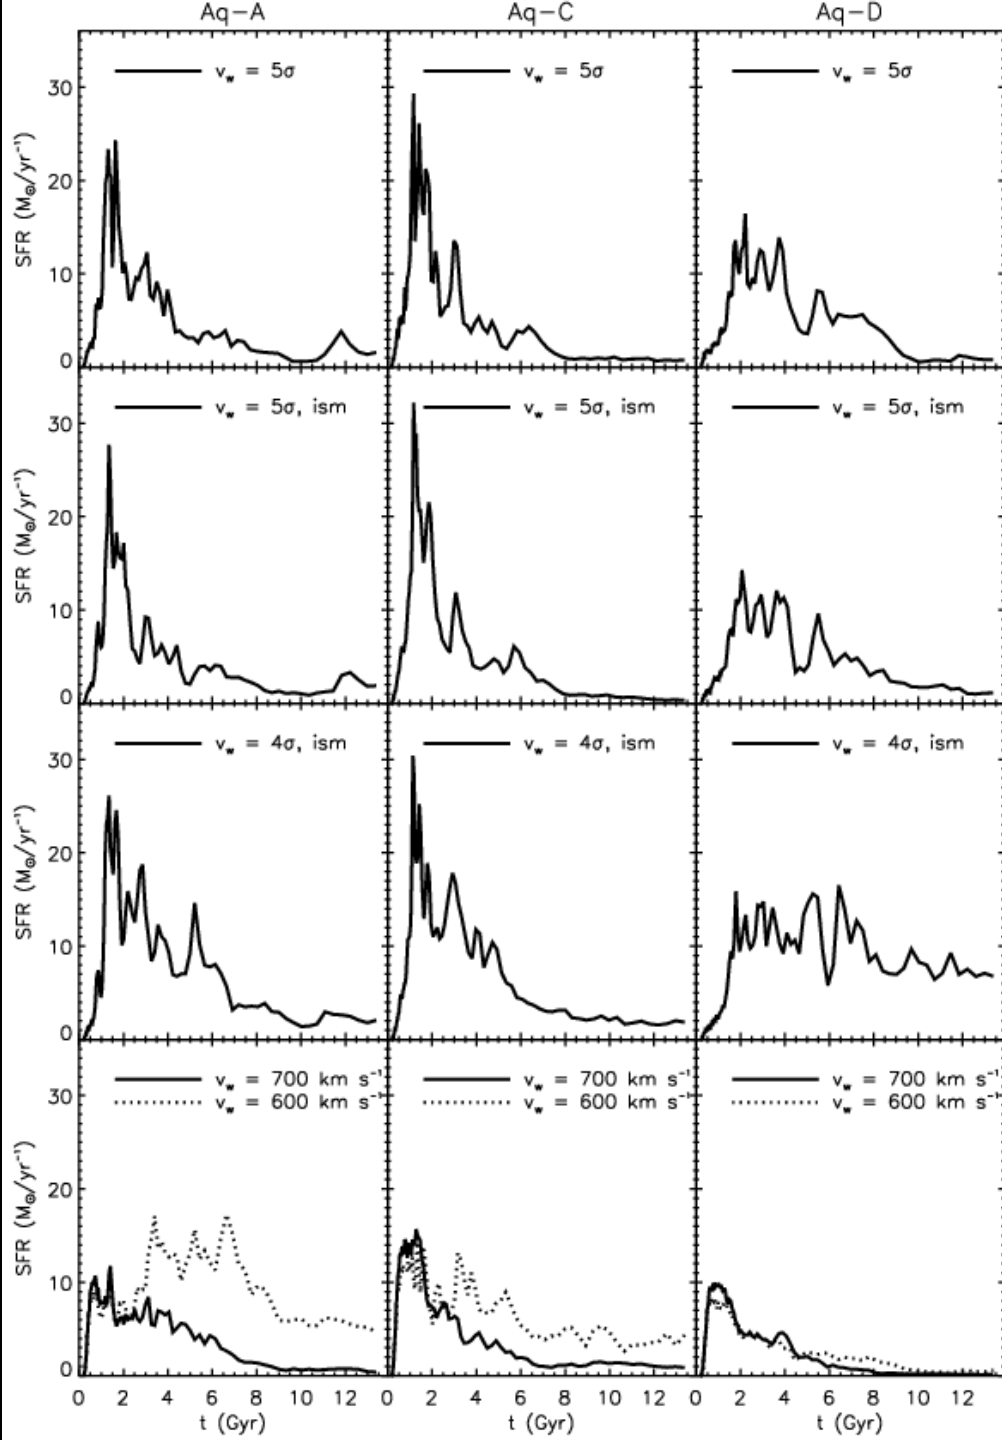 Aq-A Aq-C Aq-D
SFR (M⊙/yr⁻¹)
30
20
10
0
v_w = 5σ
v_w = 5σ
v_w = 5σ
SFR (M⊙/yr⁻¹)
30
20
10
0
v_w = 5σ, ism
v_w = 5σ, ism
v_w = 5σ, ism
SFR (M⊙/yr⁻¹)
30
20
10
0
v_w = 4σ, ism
v_w = 4σ, ism
v_w = 4σ, ism
SFR (M⊙/yr⁻¹)
30
20
10
0
v_w = 700 km s⁻¹
v_w = 600 km s⁻¹
v_w = 700 km s⁻¹
v_w = 600 km s⁻¹
v_w = 700 km s⁻¹
v_w = 600 km s⁻¹
0 2 4 6 8 10 12
0 2 4 6 8 10 12
0 2 4 6 8 10 12
t (Gyr)
t (Gyr)
t (Gyr)